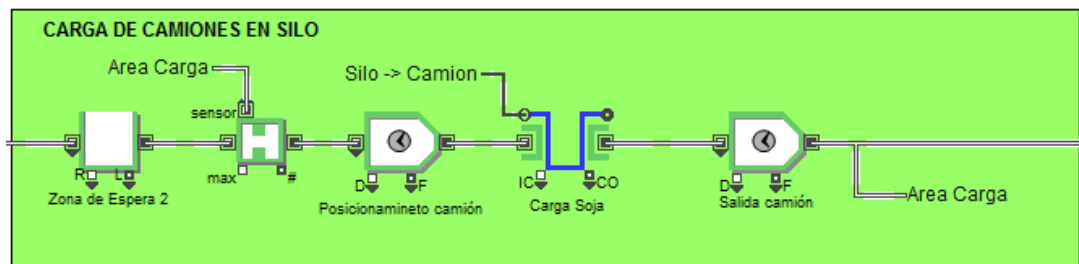 CARGA DE CAMIONES EN SILO
Area Carga
Silo -> Camion
sensor
R
L
max
#
D
F
IC
CO
D
F
Zona de Espera 2
Posicionamineto camión
Carga Soja
Salida camión
Area Carga